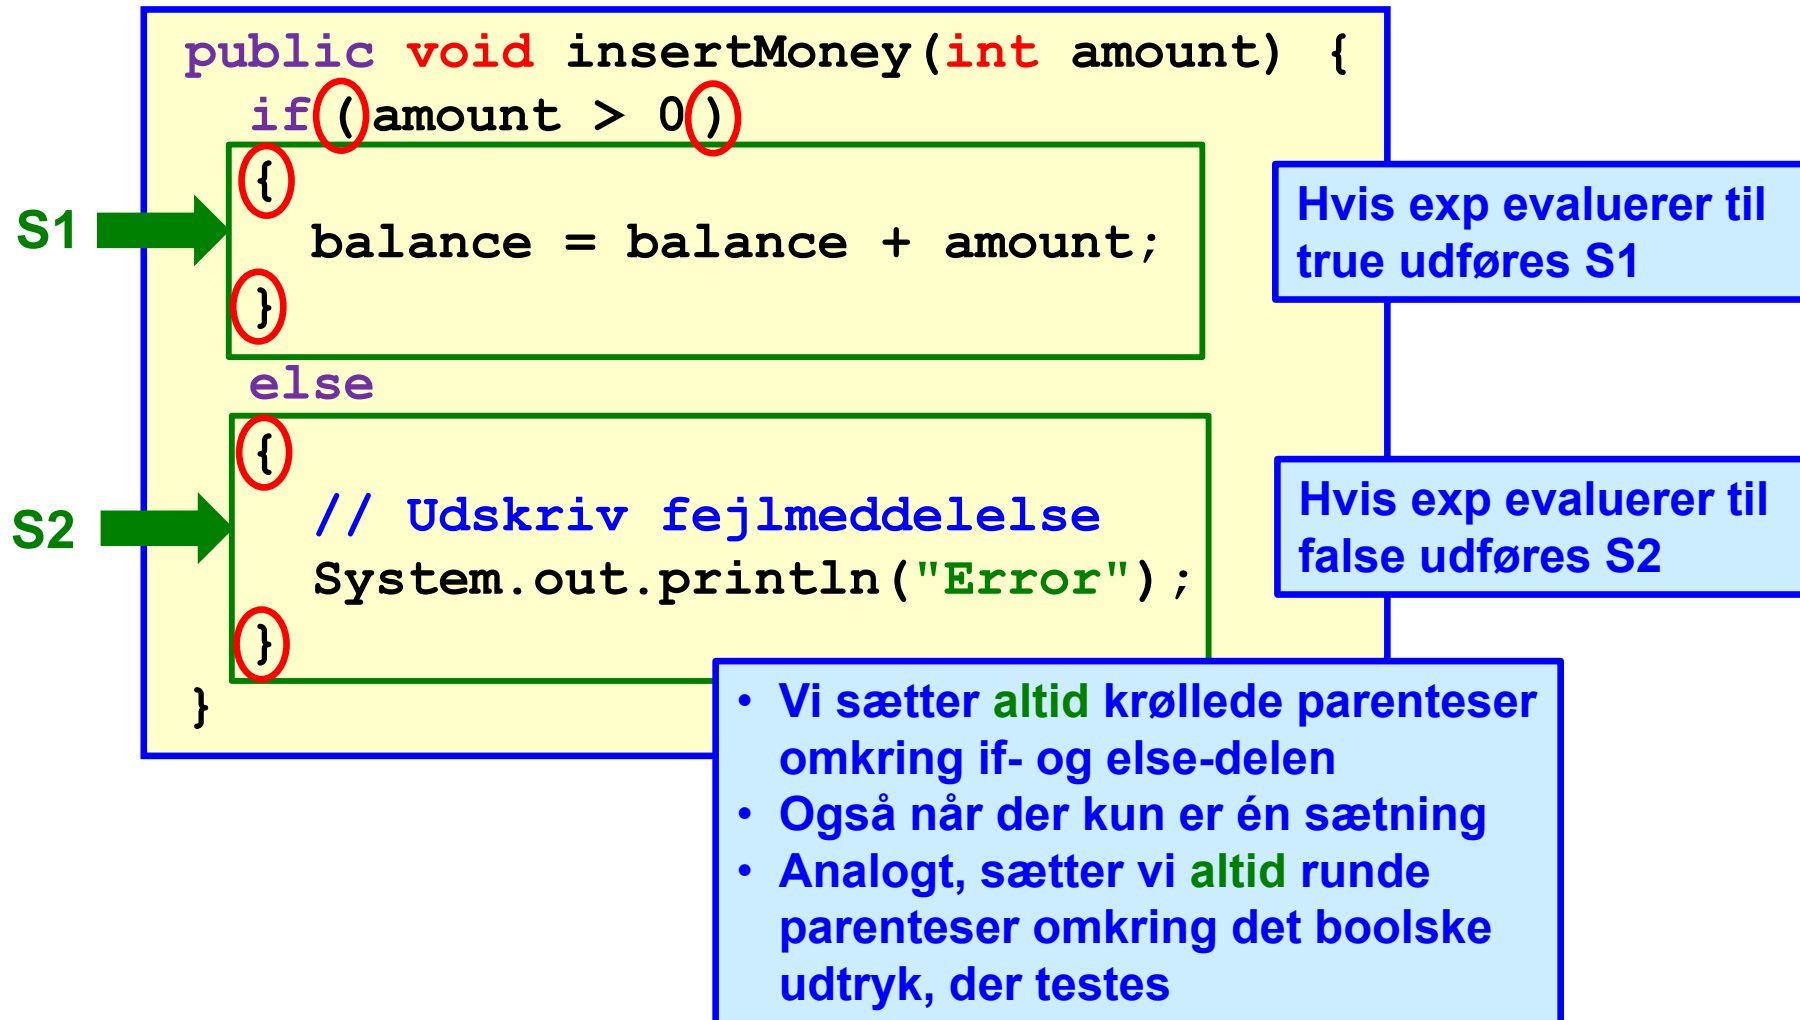 public void insertMoney(int amount) {
if(amount > 0)
{
S1
balance = balance + amount;
}
Hvis exp evaluerer til
true udføres S1
else
{
S2
// Udskriv fejlmeddelelse
System.out.println("Error");
}
Hvis exp evaluerer til
false udføres S2
}
• Vi sætter altid krøllede parenteser
omkring if- og else-delen
• Også når der kun er én sætning
• Analogt, sætter vi altid runde
parenteser omkring det boolske
udtryk, der testes